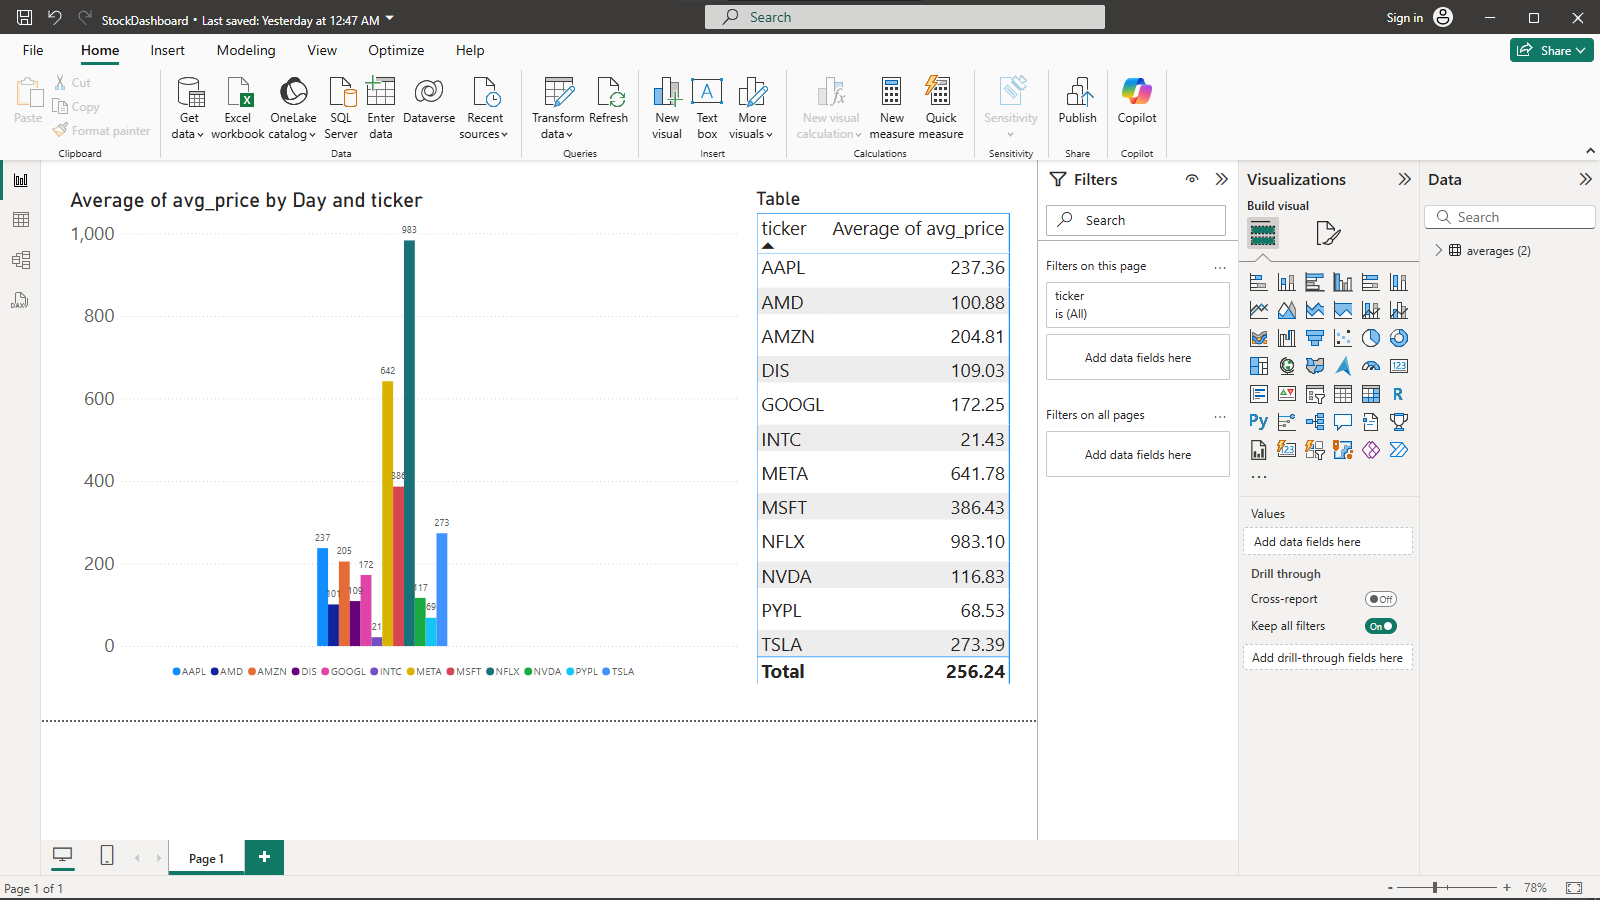 StockDashboard • Last saved: Yesterday at 12:47 AM
Search
Sign in
File
Home
Insert
Modeling
View
Optimize
Help
Share
Paste
Cut
Copy
Format painter
Clipboard
Get data
Excel workbook
OneLake catalog
SQL Server
Enter data
Dataverse
Recent sources
Data
Transform data
Refresh
Queries
New visual
Text box
More visuals
Insert
New visual calculation
New measure
Quick measure
Calculations
Sensitivity
Sensitivity
Publish
Share
Copilot
Copilot
DAX
Average of avg_price by Day and ticker
1,000
800
600
400
200
0
237
101
205
109
172
21
642
386
983
117
69
273
AAPL AMD AMZN DIS GOOGL INTC META MSFT NFLX NVDA PYPL TSLA
Table
ticker Average of avg_price
AAPL 237.36
AMD 100.88
AMZN 204.81
DIS 109.03
GOOGL 172.25
INTC 21.43
META 641.78
MSFT 386.43
NFLX 983.10
NVDA 116.83
PYPL 68.53
TSLA 273.39
Total 256.24
Filters
Search
Filters on this page
...
ticker
is (All)
Add data fields here
Filters on all pages
...
Add data fields here
Visualizations
Build visual
123
R
Py
123
...
Values
Add data fields here
Drill through
Cross-report
Off
Keep all filters
On
Add drill-through fields here
Data
Search
averages (2)
Page 1
+
Page 1 of 1
- + 78%